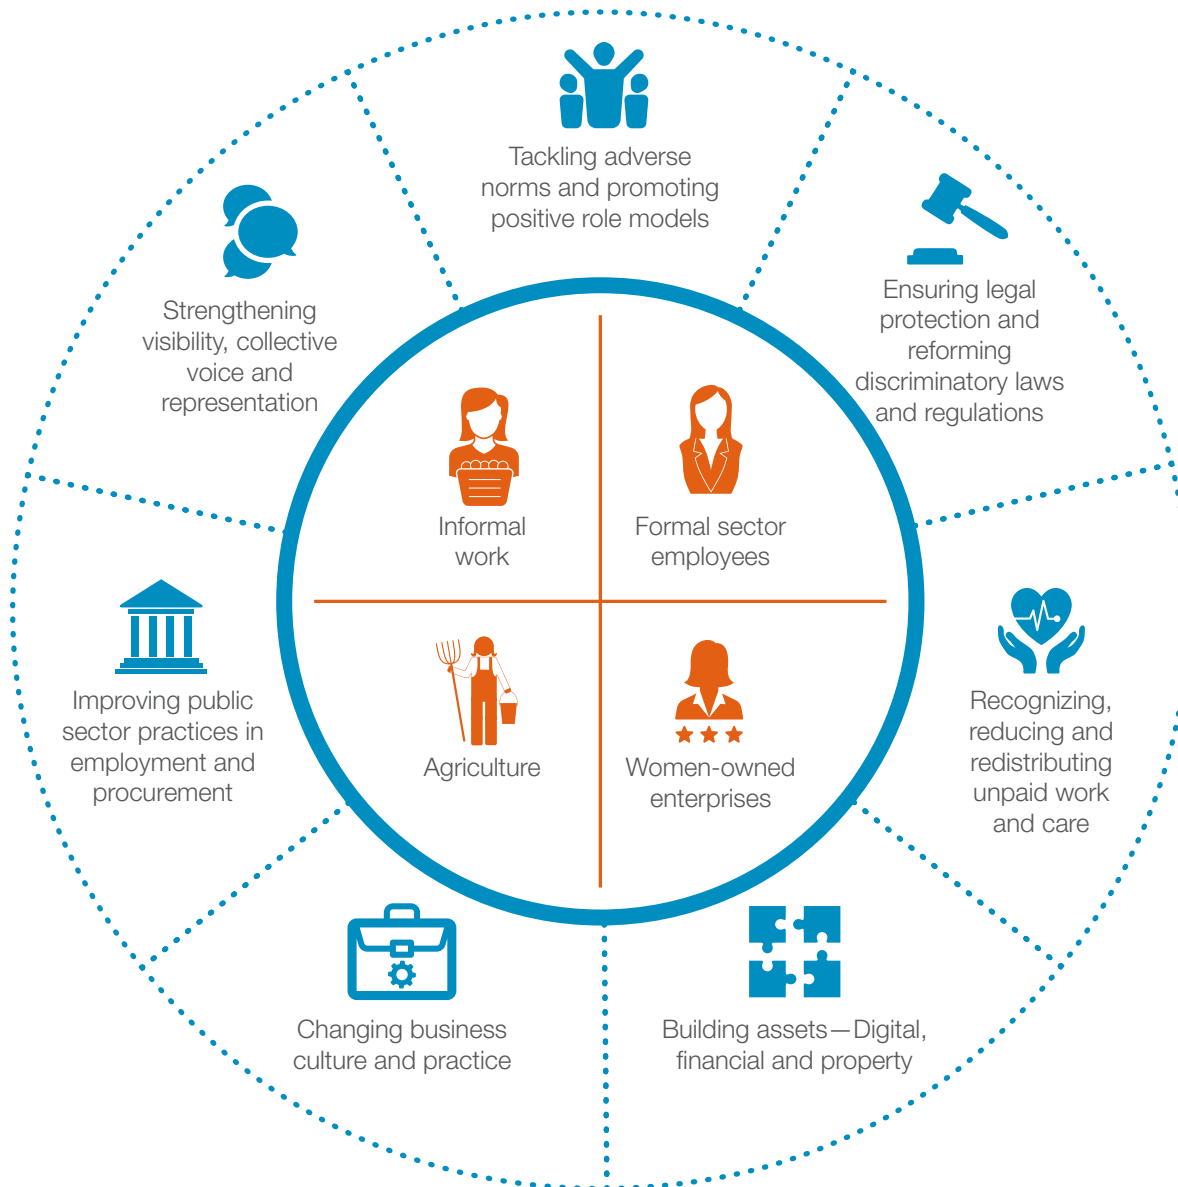 Tackling adverse
norms and promoting
positive role models
Ensuring legal
protection and
reforming
discriminatory laws
and regulations
Recognizing,
reducing and
redistributing
unpaid work
and care
Building assets—Digital,
financial and property
Changing business
culture and practice
Improving public
sector practices in
employment and
procurement
Strengthening
visibility, collective
voice and
representation
Informal
work
Formal sector
employees
Agriculture
Women-owned
enterprises